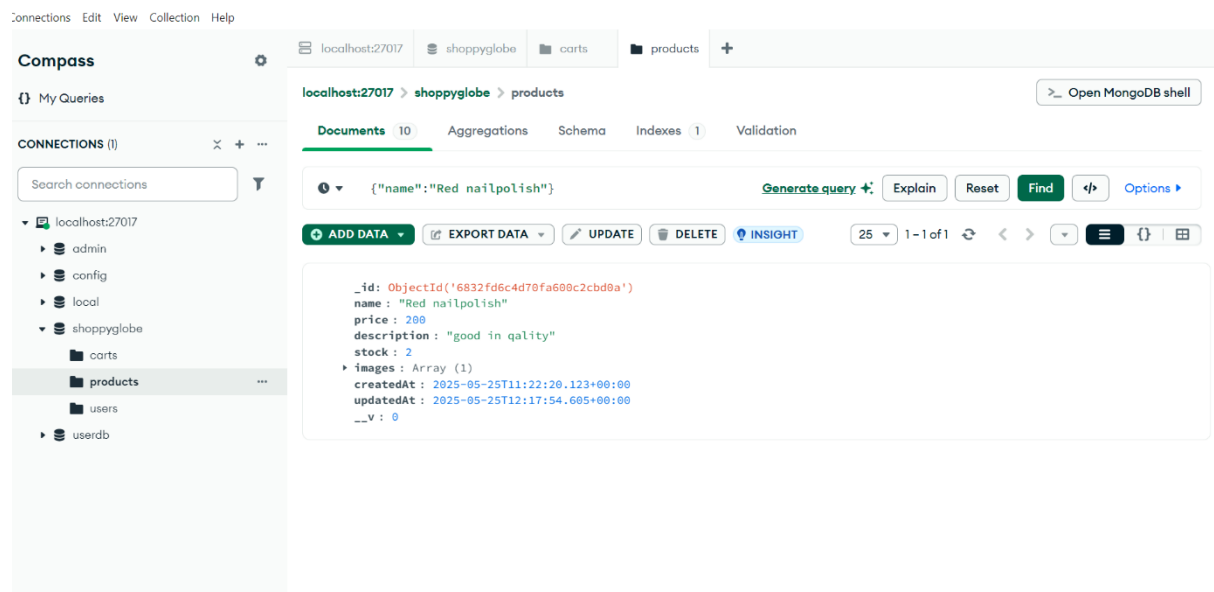 Connections Edit View Collection Help
Compass
{} My Queries
CONNECTIONS (1)
Search connections
localhost:27017
admin
config
local
shoppyglobe
carts
products
users
userdb
localhost:27017 shoppyglobe carts products
localhost:27017 > shoppyglobe > products
>_ Open MongoDB shell
Documents 10 Aggregations Schema Indexes 1 Validation
{"name":"Red nailpolish"}
Generate query Explain Reset Find </> Options
ADD DATA EXPORT DATA UPDATE DELETE INSIGHT 25 1 – 1 of 1 {}
_id: ObjectId('6832fd6c4d70fa600c2cbd0a')
name : "Red nailpolish"
price : 200
description : "good in qality"
stock : 2
images : Array (1)
createdAt : 2025-05-25T11:22:20.123+00:00
updatedAt : 2025-05-25T12:17:54.605+00:00
__v : 0